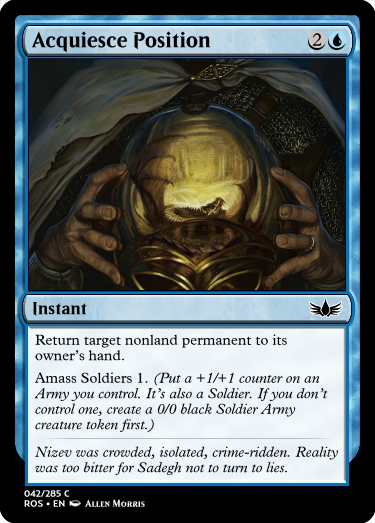 Acquiesce Position 2
Instant
Return target nonland permanent to its
owner's hand.
Amass Soldiers 1. (Put a +1/+1 counter on an
Army you control. It's also a Soldier. If you don't
control one, create a 0/0 black Soldier Army
creature token first.)
Nizev was crowded, isolated, crime-ridden. Reality
was too bitter for Sadegh not to turn to lies.
042/285 C
ROS • EN Allen Morris